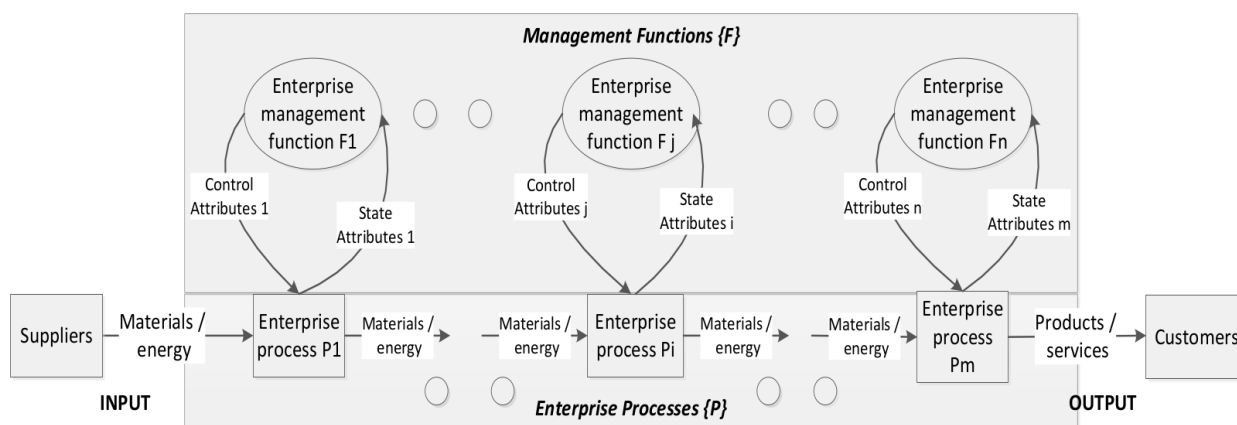 Management Functions {F}
Enterprise
management
function F1
Enterprise
management
function F j
Enterprise
management
function Fn
Control
Attributes 1
State
Attributes 1
Control
Attributes j
State
Attributes i
Control
Attributes n
State
Attributes m
Suppliers
Materials /
energy
Enterprise
process P1
Materials /
energy
Materials /
energy
Enterprise
process Pi
Materials /
energy
Materials /
energy
Enterprise
process
Pm
Products /
services
Customers
INPUT
Enterprise Processes {P}
OUTPUT